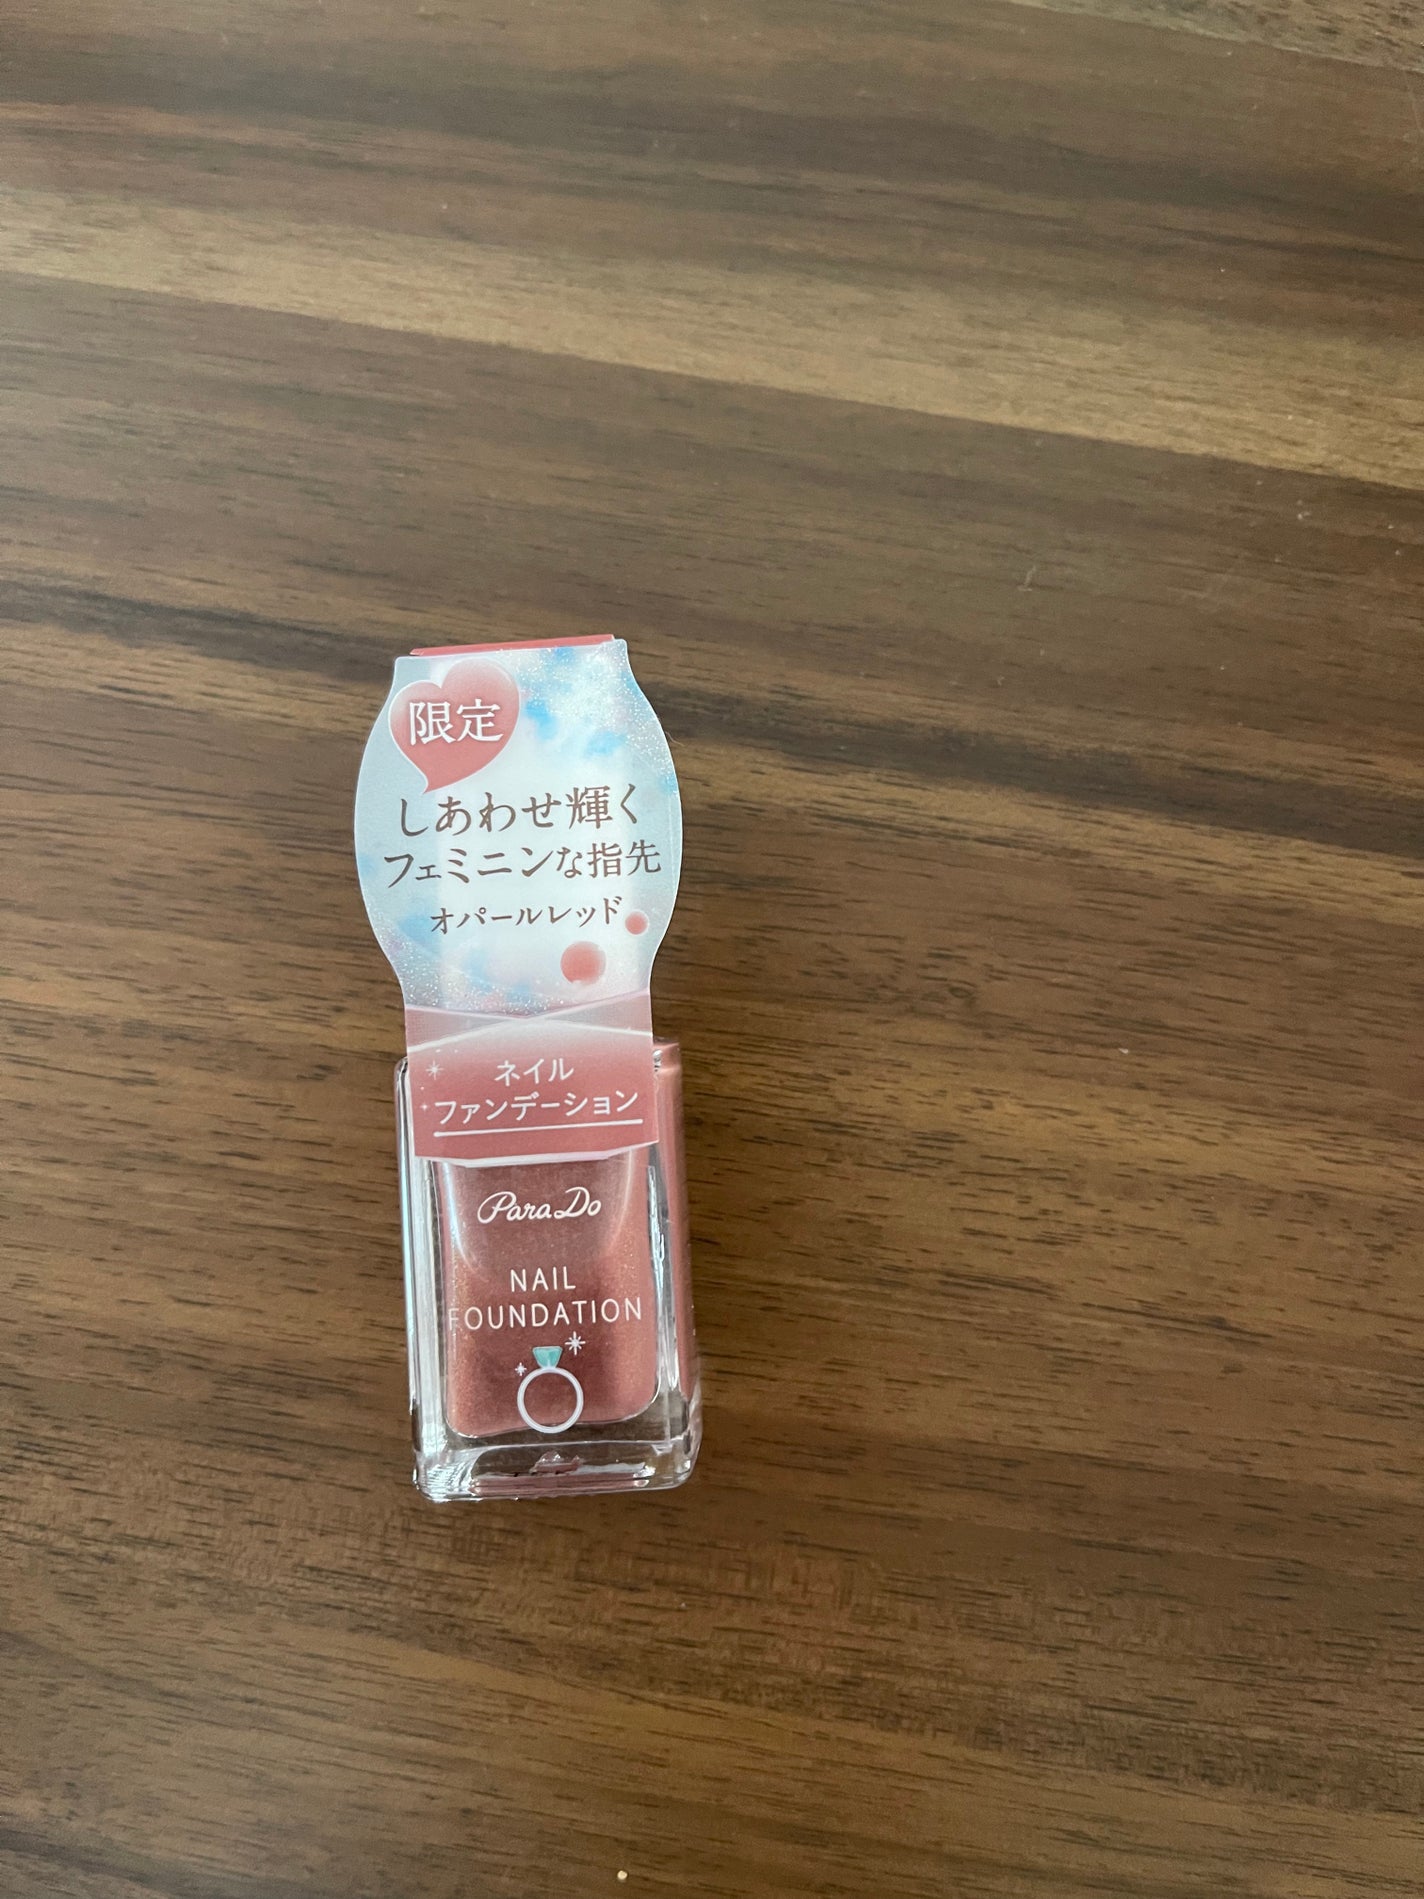 限定
しあわせ輝く
フェミニンな指先
オパールレッド
ネイル
ファンデーション
ParaDo
NAIL
FOUNDATION